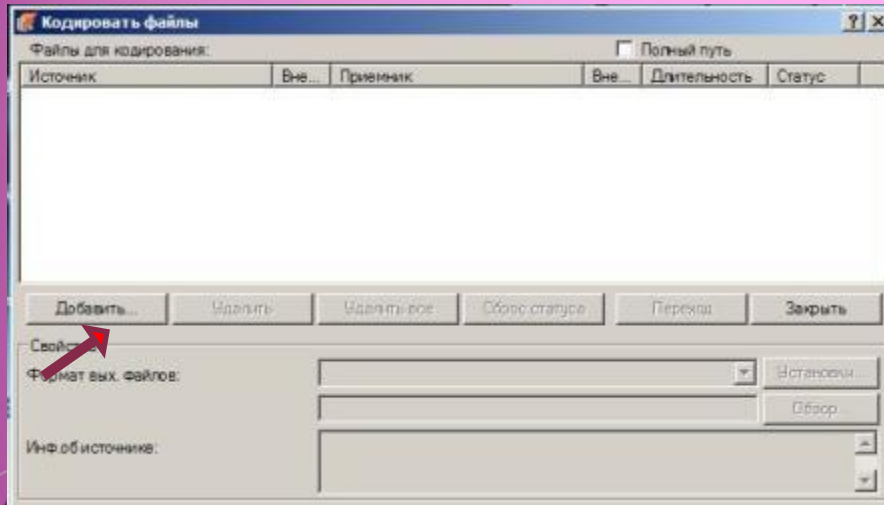 Кодировать файлы
Файлы для кодирования: Полный путь
Источник Вне... Приемник Вне... Длительность Статус
Добавить... Удалить Удалить все Сброс статуса Переход Закрыть
Свойства
Формат вых. файлов: Установки...
Обзор...
Инф.об источнике: